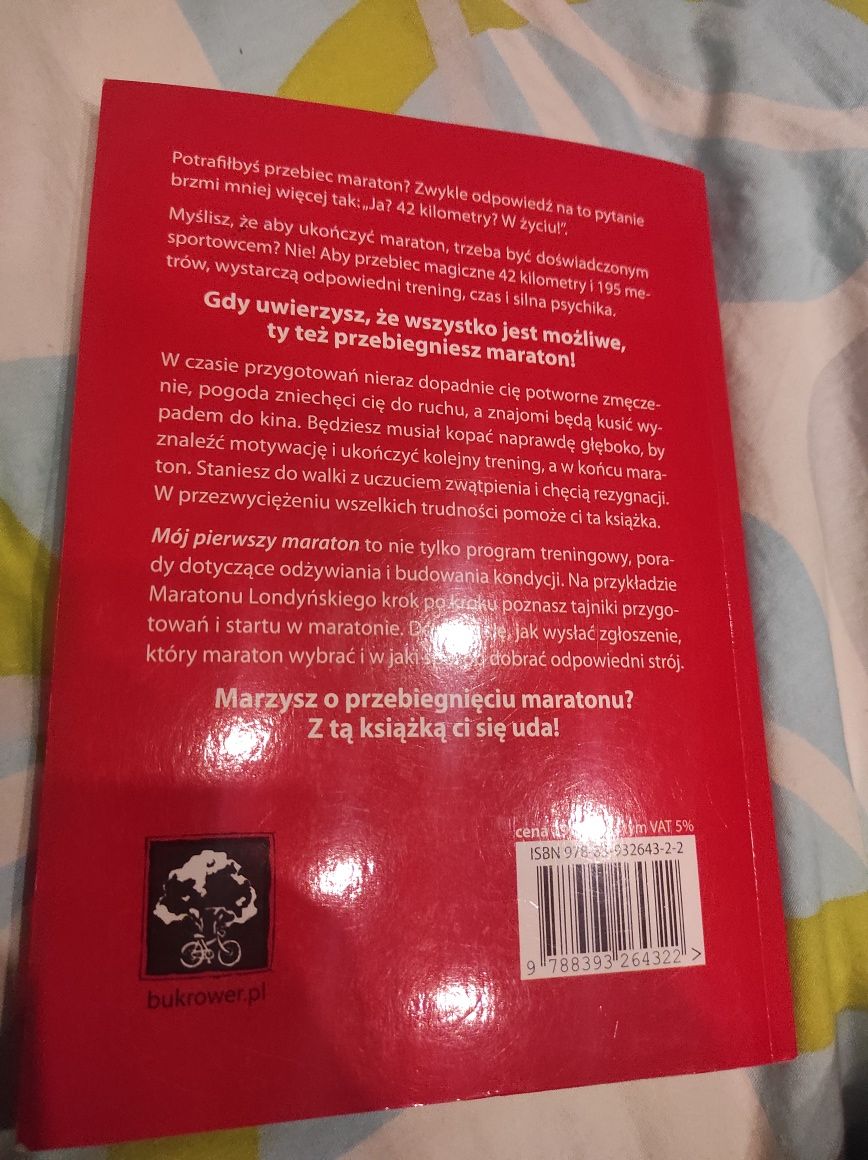 Potrafiłbyś przebiec maraton? Zwykle odpowiedź na to pytanie
brzmi mniej więcej tak: „Ja? 42 kilometry? W życiu!”.
Myślisz, że aby ukończyć maraton, trzeba być doświadczonym
sportowcem? Nie! Aby przebiec magiczne 42 kilometry i 195 me-
trów, wystarczą odpowiedni trening, czas i silna psychika.
Gdy uwierzysz, że wszystko jest możliwe,
ty też przebiegniesz maraton!
W czasie przygotowań nieraz dopadnie cię potworne zmęcze-
nie, pogoda zniechęci cię do ruchu, a znajomi będą kusić wy-
padem do kina. Będziesz musiał kopać naprawdę głęboko, by
znaleźć motywację i ukończyć kolejny trening, a w końcu mara-
ton. Staniesz do walki z uczuciem zwątpienia i chęcią rezygnacji.
W przezwyciężeniu wszelkich trudności pomoże ci ta książka.
Mój pierwszy maraton to nie tylko program treningowy, pora-
dy dotyczące odżywiania i budowania kondycji. Na przykładzie
Maratonu Londyńskiego krok po kroku poznasz tajniki przygo-
towań i startu w maratonie. jak wysłać zgłoszenie,
który maraton wybrać i w jaki dobrać odpowiedni strój.
Marzysz o przebiegnięciu maratonu?
Z tą książką ci się uda!
cena VAT 5%
ISBN 978-83-932643-2-2
9 788393 264322 >
bukrower.pl